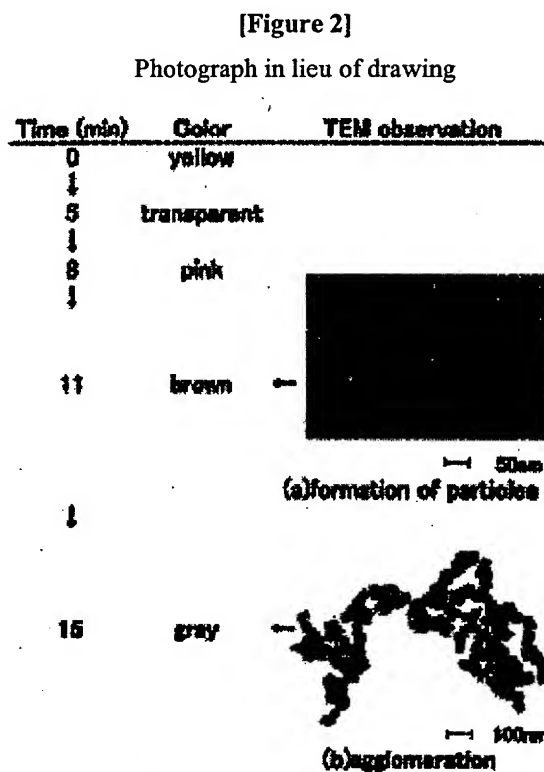 [Figure 2]
Photograph in lieu of drawing
Time (min) Color TEM observation
0 yellow
↓
5 transparent
↓
pink
↓
11 ← brown
50nm
(a)formation of particles
↓
15 ← gray
100nm
(b)agglomeration